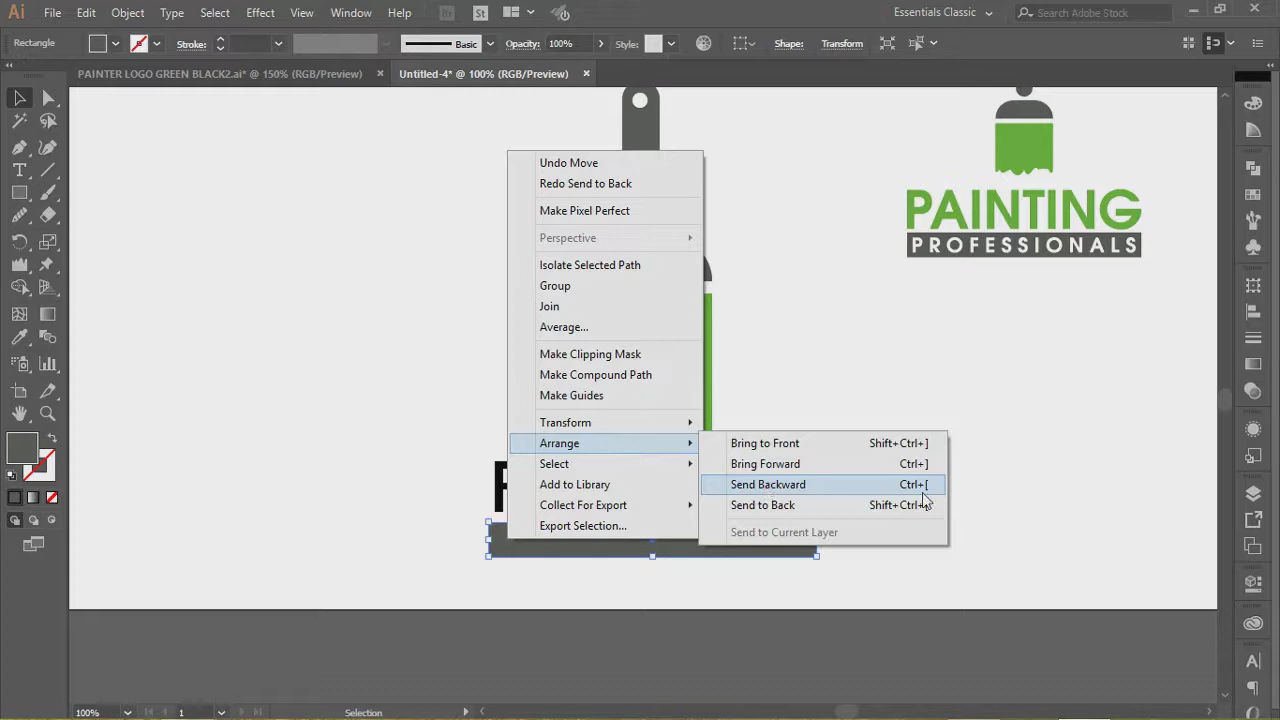 Ai File Edit Object Type Select Effect View Window Help Br St Essentials Classic Search Adobe Stock
Rectangle Stroke: Basic Opacity: 100% Style: Shape: Transform
PAINTER LOGO GREEN BLACK2.ai* @ 150% (RGB/Preview) × Untitled-4* @ 100% (RGB/Preview) ×
PAINTING
PROFESSIONALS
Undo Move
Redo Send to Back
Make Pixel Perfect
Perspective
Isolate Selected Path
Group
Join
Average...
Make Clipping Mask
Make Compound Path
Make Guides
Transform
Arrange
Select
Add to Library
Collect For Export
Export Selection...
Bring to Front Shift+Ctrl+]
Bring Forward Ctrl+]
Send Backward Ctrl+[
Send to Back Shift+Ctrl+
Send to Current Layer
100% 1 Selection